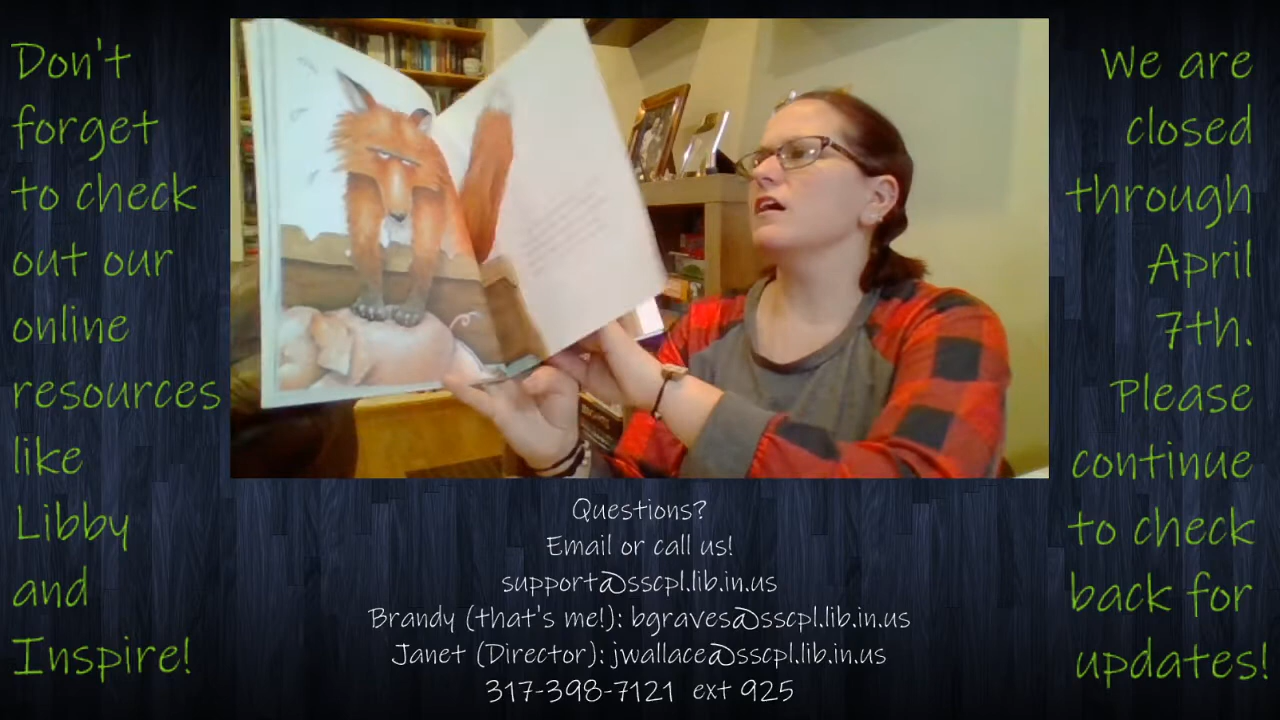 Don't
forget
to check
out our
online
resources
like
Libby
and
Inspire!
We are
closed
through
April
7th.
Please
continue
to check
back for
updates!
Questions?
Email or call us!
support@sscpl.lib.in.us
Brandy (that's me!): bgraves@sscpl.lib.in.us
Janet (Director): jwallace@sscpl.lib.in.us
317-398-7121 ext 925